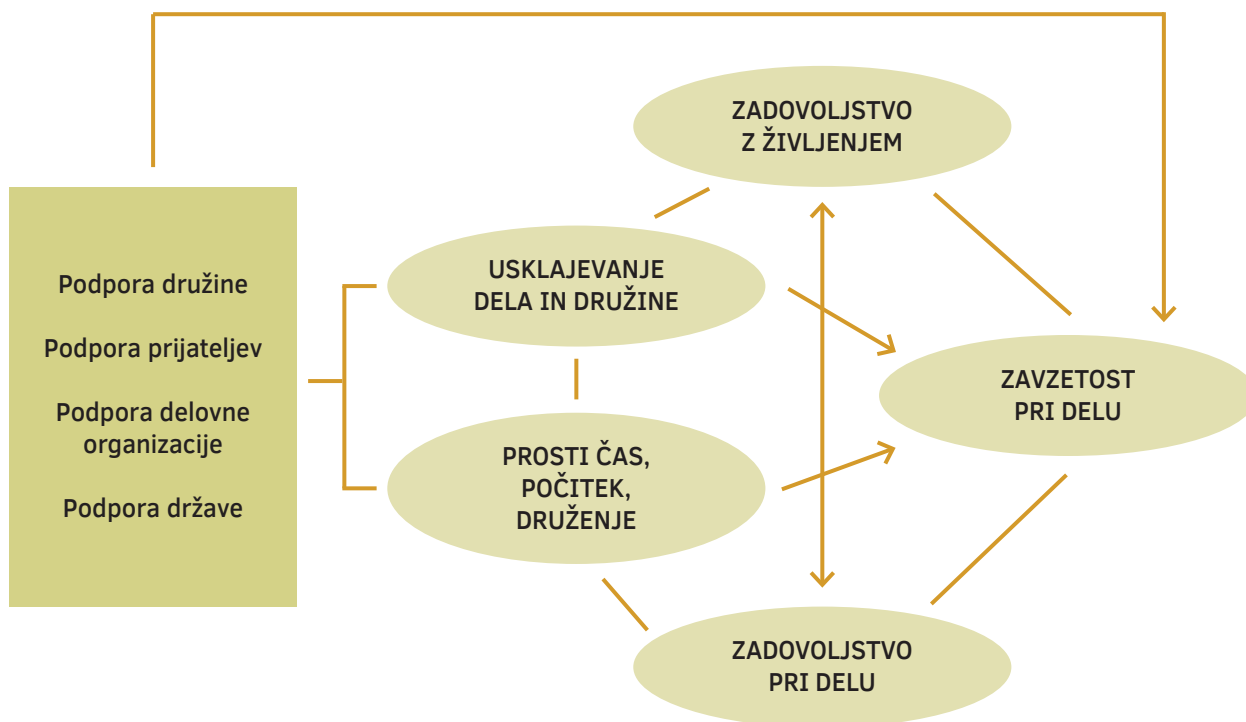 ZADOVOLJSTVO
Z ŽIVLJENJEM
Podpora družine
Podpora prijateljev
Podpora delovne
organizacije
Podpora države
USKLAJEVANJE
DELA IN DRUŽINE
PROSTI ČAS,
POČITEK,
DRUŽENJE
ZAVZETOST
PRI DELU
ZADOVOLJSTVO
PRI DELU